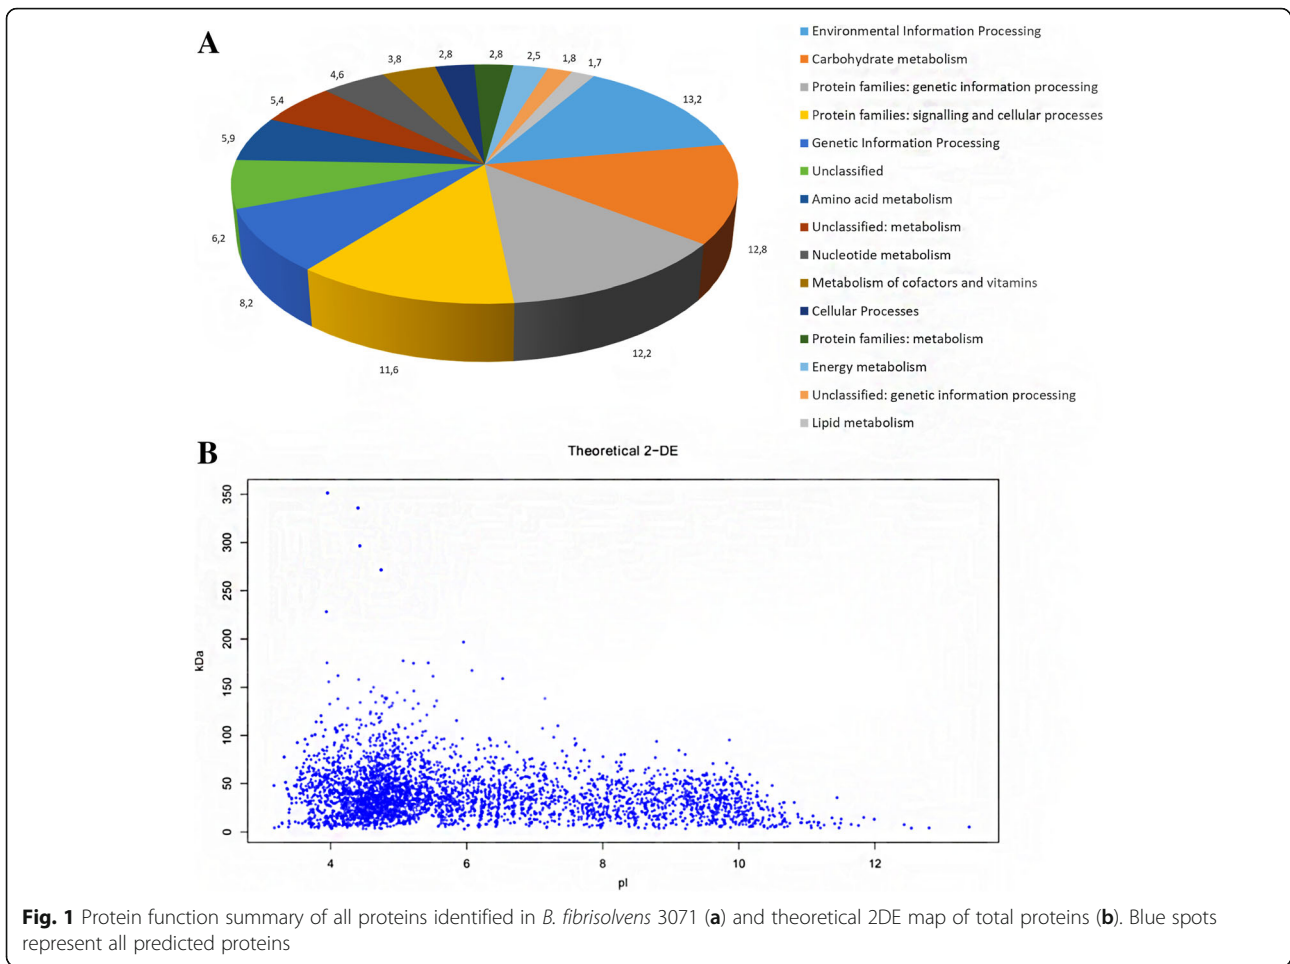 A
3,8
2,8
2,8
2,5
1,8
1,7
4,6
13,2
5,4
5,9
6,2
12,8
8,2
12,2
11,6
Environmental Information Processing
Carbohydrate metabolism
Protein families: genetic information processing
Protein families: signalling and cellular processes
Genetic Information Processing
Unclassified
Amino acid metabolism
Unclassified: metabolism
Nucleotide metabolism
Metabolism of cofactors and vitamins
Cellular Processes
Protein families: metabolism
Energy metabolism
Unclassified: genetic information processing
Lipid metabolism
B
Theoretical 2-DE
350
300
250
200
150
100
50
0
kDa
4 6 8 10 12
pI
Fig. 1 Protein function summary of all proteins identified in B. fibrisolvens 3071 (a) and theoretical 2DE map of total proteins (b). Blue spots
represent all predicted proteins